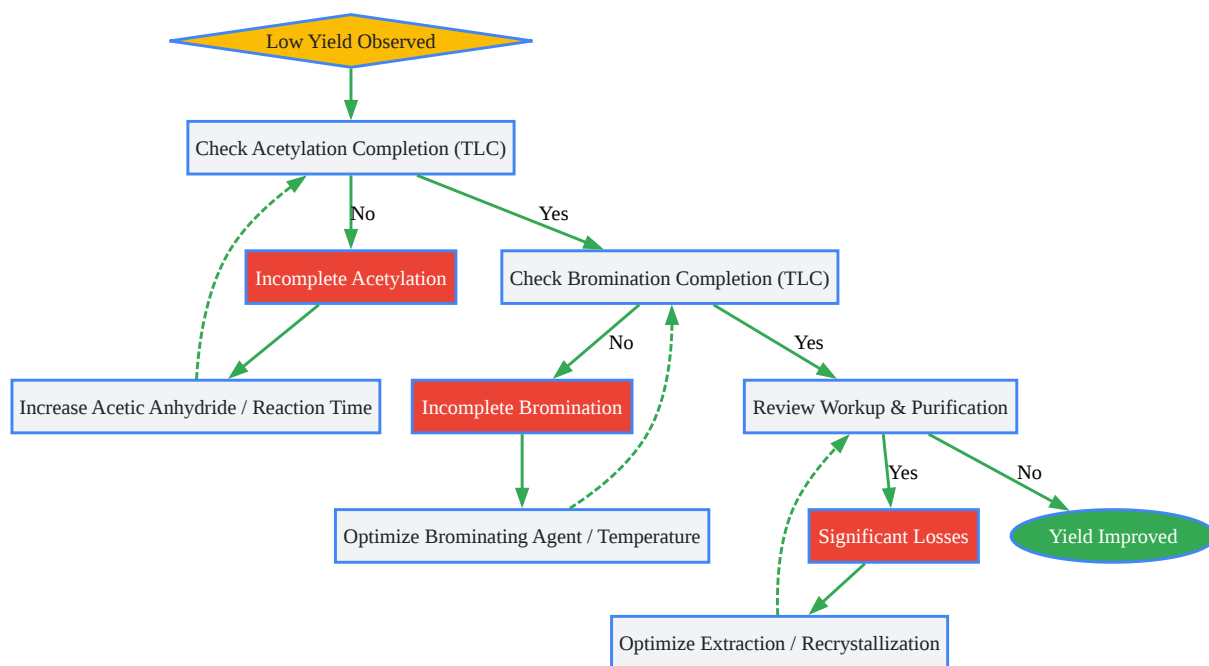 Low Yield Observed
Check Acetylation Completion (TLC)
No
Yes
Incomplete Acetylation
Check Bromination Completion (TLC)
No
Yes
Increase Acetic Anhydride / Reaction Time
Incomplete Bromination
Review Workup & Purification
Yes
No
Optimize Brominating Agent / Temperature
Significant Losses
Yield Improved
Optimize Extraction / Recrystallization